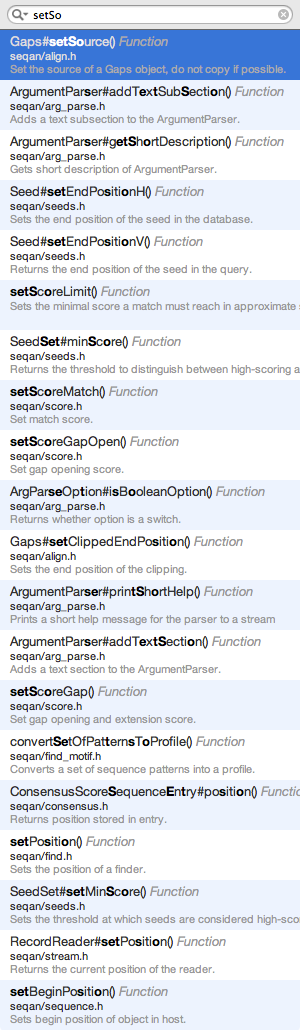 setSo
Gaps#setSource() Function
seqan/align.h
Set the source of a Gaps object, do not copy if possible.
ArgumentParser#addTextSubSection() Function
seqan/arg_parse.h
Adds a text subsection to the ArgumentParser.
ArgumentParser#getShortDescription() Function
seqan/arg_parse.h
Gets short description of ArgumentParser.
Seed#setEndPositionH() Function
seqan/seeds.h
Sets the end position of the seed in the database.
Seed#setEndPositionV() Function
seqan/seeds.h
Returns the end position of the seed in the query.
setScoreLimit() Function
Sets the minimal score a match must reach in approximate s
SeedSet#minScore() Function
seqan/seeds.h
Returns the threshold to distinguish between high-scoring a
setScoreMatch() Function
seqan/score.h
Set match score.
setScoreGapOpen() Function
seqan/score.h
Set gap opening score.
ArgParseOption#isBooleanOption() Function
seqan/arg_parse.h
Returns whether option is a switch.
Gaps#setClippedEndPosition() Function
seqan/align.h
Sets the end position of the clipping.
ArgumentParser#printShortHelp() Function
seqan/arg_parse.h
Prints a short help message for the parser to a stream
ArgumentParser#addTextSection() Function
seqan/arg_parse.h
Adds a text section to the ArgumentParser.
setScoreGap() Function
seqan/score.h
Set gap opening and extension score.
convertSetOfPatternsToProfile() Function
seqan/find_motif.h
Converts a set of sequence patterns into a profile.
ConsensusScoreSequenceEntry#position() Func
seqan/consensus.h
Returns position stored in entry.
setPosition() Function
seqan/find.h
Sets the position of a finder.
SeedSet#setMinScore() Function
seqan/seeds.h
Sets the threshold at which seeds are considered high-sco
RecordReader#setPosition() Function
seqan/stream.h
Returns the current position of the reader.
setBeginPosition() Function
seqan/sequence.h
Sets begin position of object in host.